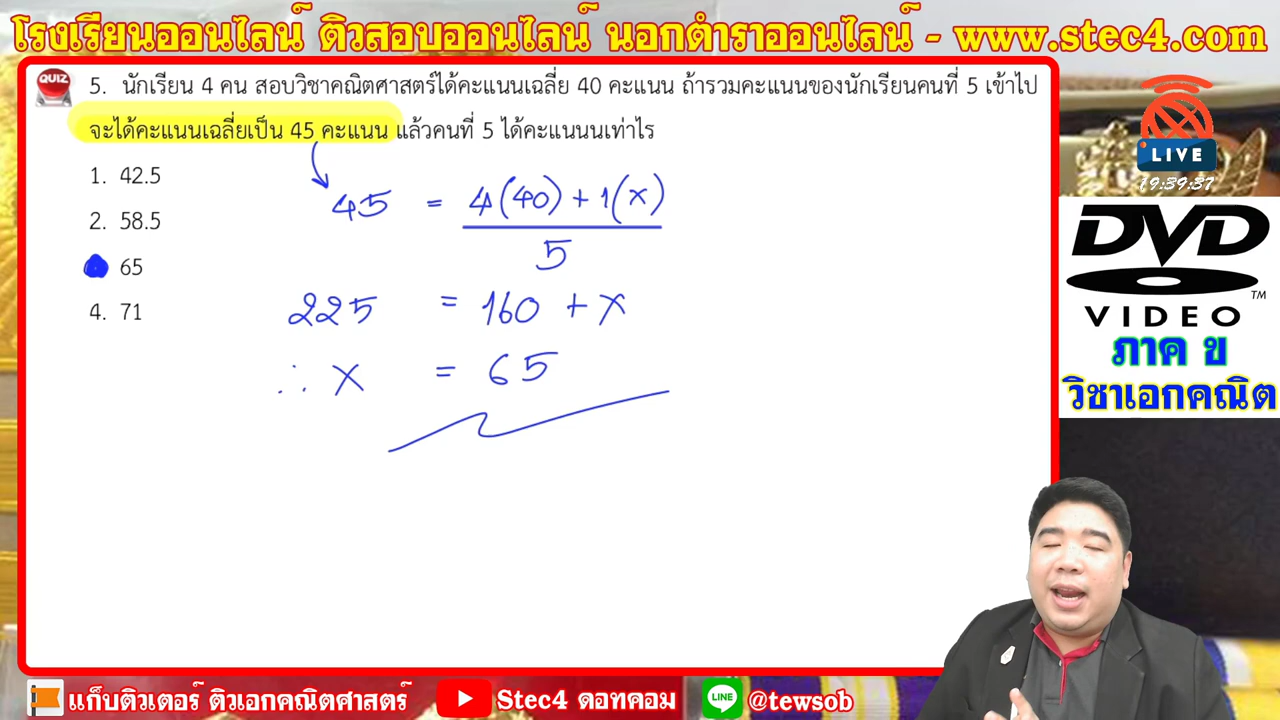 โรงเรียนออนไลน์ ติวสอบออนไลน์ นอกตำราออนไลน์ - www.stec4.com
QUIZ
5. นักเรียน 4 คน สอบวิชาคณิตศาสตร์ได้คะแนนเฉลี่ย 40 คะแนน ถ้ารวมคะแนนของนักเรียนคนที่ 5 เข้าไป
จะได้คะแนนเฉลี่ยเป็น 45 คะแนน แล้วคนที่ 5 ได้คะแนนนเท่าไร
1. 42.5
2. 58.5
65
4. 71
45 = 4(40) + 1(x)
5
225 = 160 + x
∴ x = 65
LIVE
19:39:37
DVD
VIDEO TM
ภาค ข
วิชาเอกคณิต
แก็บติวเตอร์ ติวเอกคณิตศาสตร์ Stec4 ดอทคอม LINE @tewsob